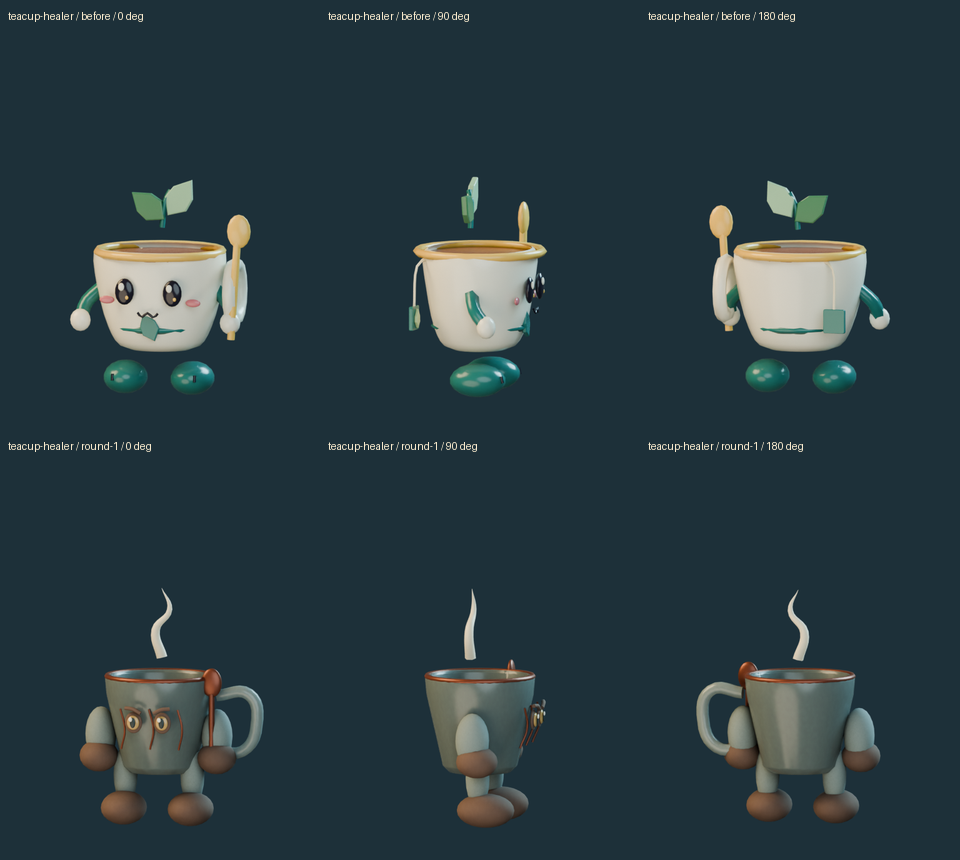 teacup-healer / before / 0 deg
teacup-healer / before / 90 deg
teacup-healer / before / 180 deg
teacup-healer / round-1 / 0 deg
teacup-healer / round-1 / 90 deg
teacup-healer / round-1 / 180 deg